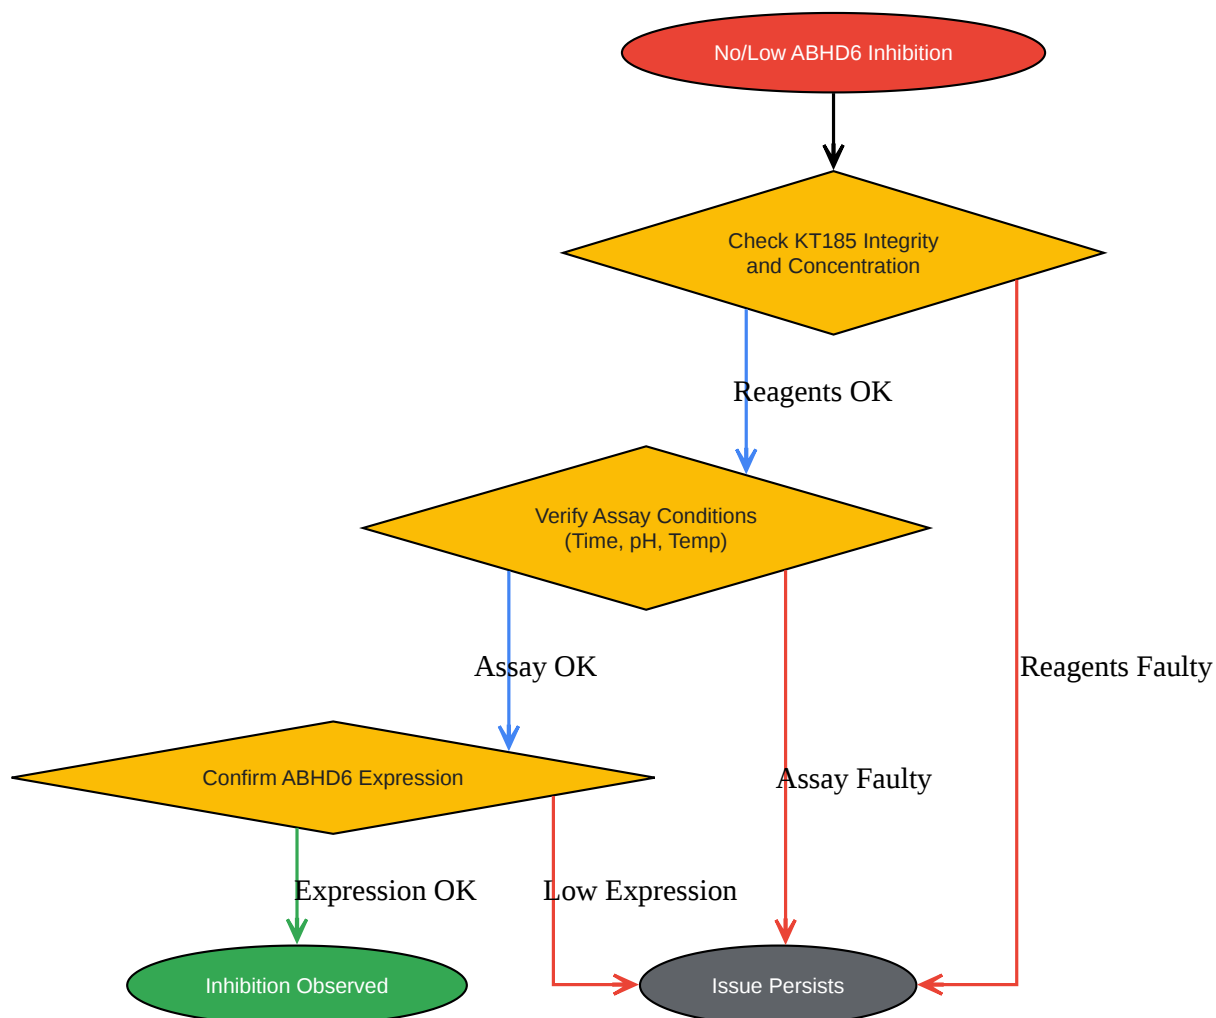 No/Low ABHD6 Inhibition
Check KT185 Integrity
and Concentration
Reagents OK
Verify Assay Conditions
(Time, pH, Temp)
Assay OK
Reagents Faulty
Confirm ABHD6 Expression
Assay Faulty
Expression OK
Low Expression
Inhibition Observed
Issue Persists